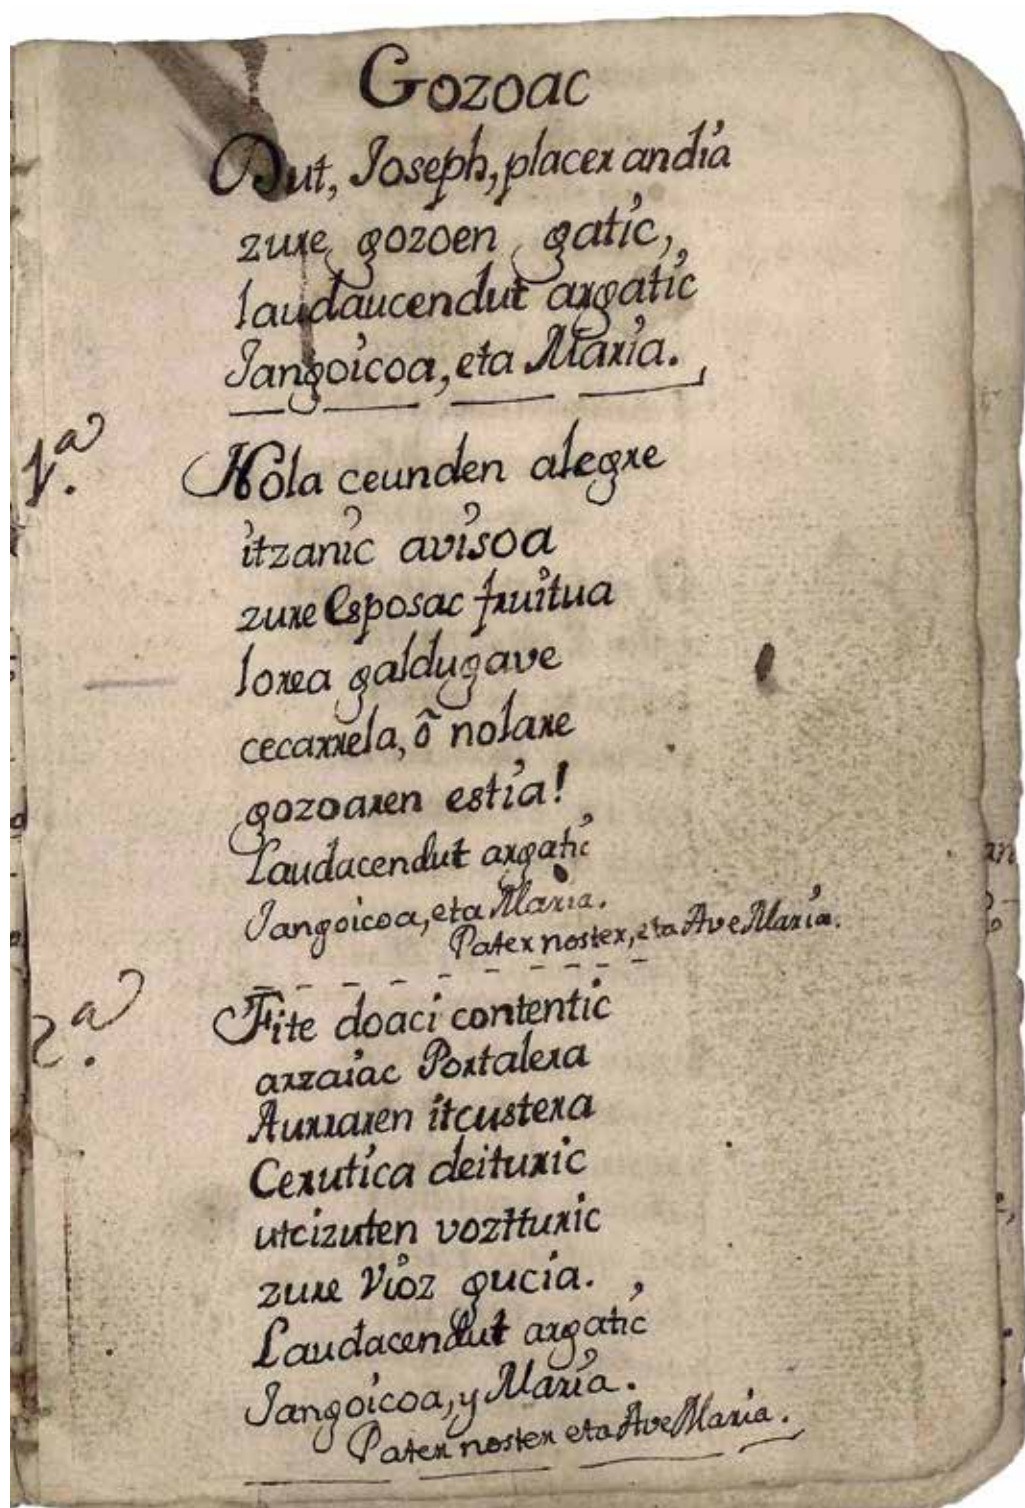 Gozoac
Dut, Joseph, placer andia
zure gozoen gatic,
laudaucendut argatic
Jangoicoa, eta Maria.
1.a
Nola ceunden alegre
itzanic avisoa
zure Esposac fruitua
lorea galdugave
cecarrela, õ nolare
gozoaren estia!
Laudacendut argatic
Jangoicoa, eta Maria.
Pater noster, eta Ave Maria.
2.a
Fite doaci contentic
arzaiac Portalera
Aurraren itcustera
Cerutica deituric
utcizuten vozturic
zure Vioz gucia.
Laudacendut argatic
Jangoicoa, y Maria.
Pater noster eta Ave Maria.